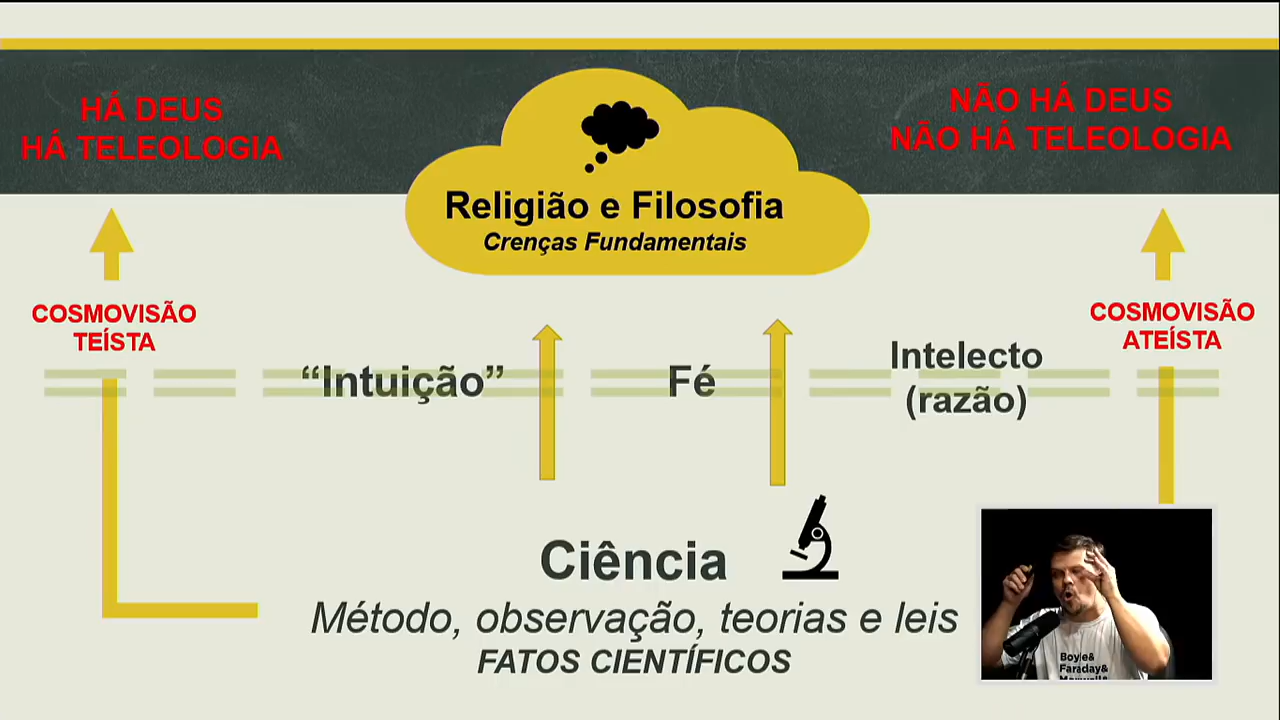 HÁ DEUS
HÁ TELEOLOGIA
NÃO HÁ DEUS
NÃO HÁ TELEOLOGIA
Religião e Filosofia
Crenças Fundamentais
COSMOVISÃO
TEÍSTA
COSMOVISÃO
ATEÍSTA
“Intuição”
Fé
Intelecto
(razão)
Ciência
Método, observação, teorias e leis
FATOS CIENTÍFICOS
Boyle&
Faraday&